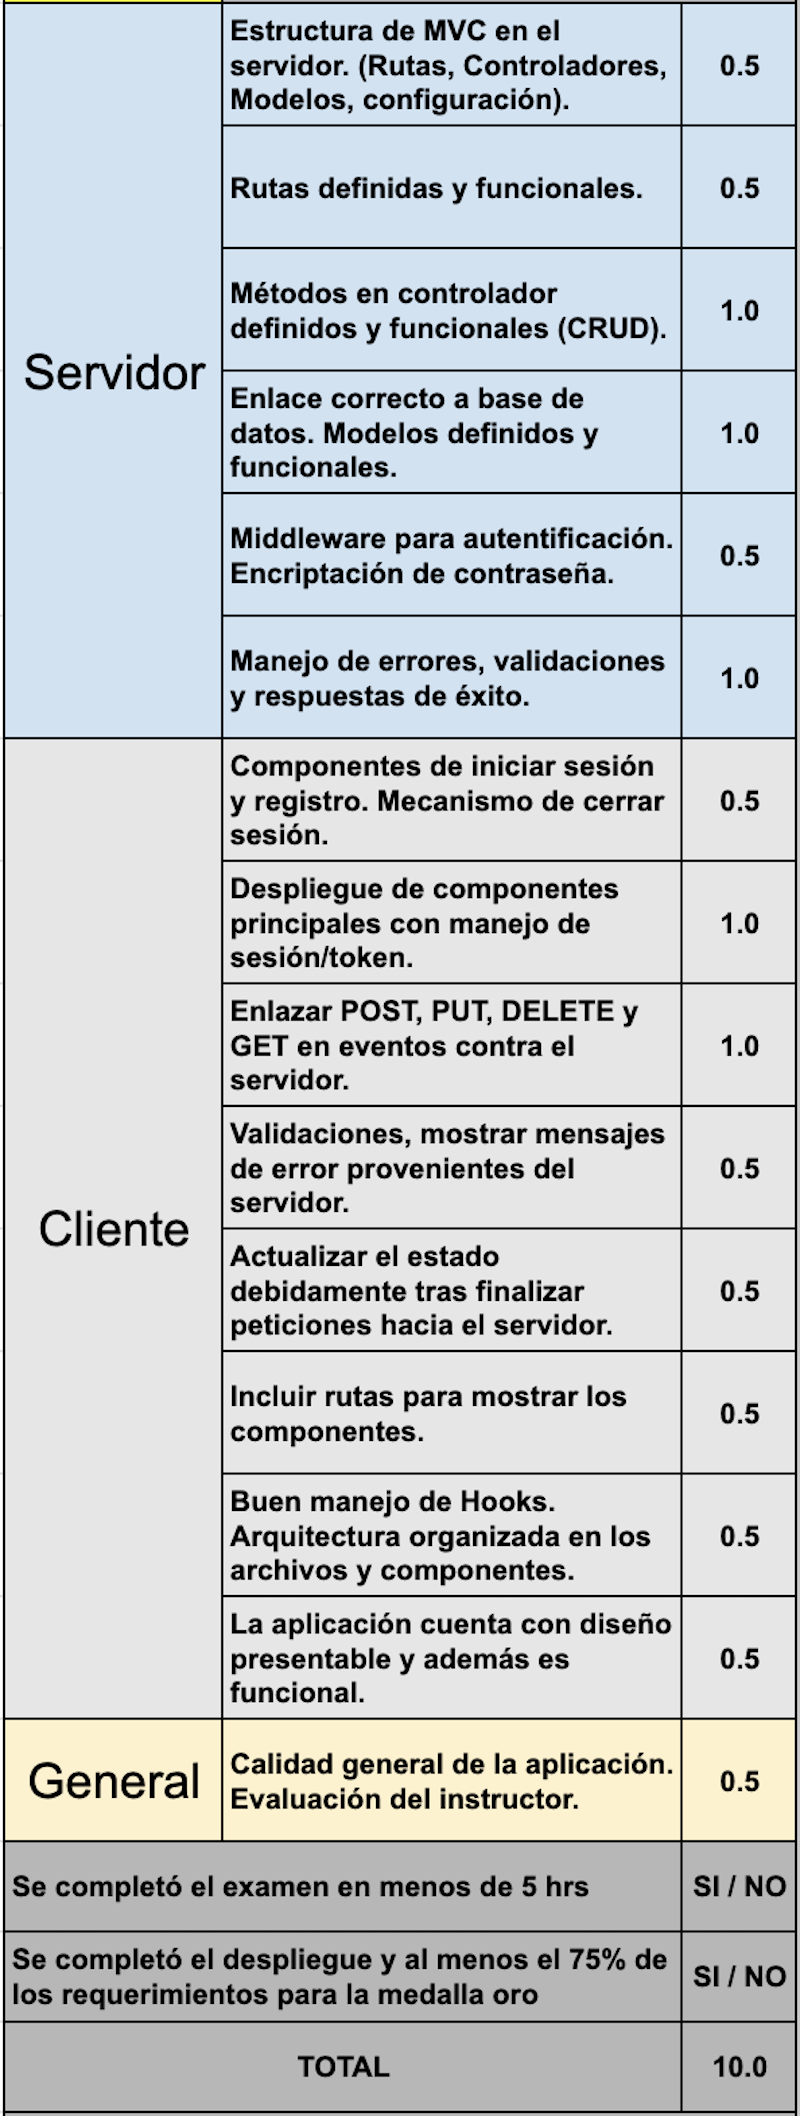 Servidor
Estructura de MVC en el
servidor. (Rutas, Controladores,
Modelos, configuración).
0.5
Rutas definidas y funcionales.
0.5
Métodos en controlador
definidos y funcionales (CRUD).
1.0
Enlace correcto a base de
datos. Modelos definidos y
funcionales.
1.0
Middleware para autentificación.
Encriptación de contraseña.
0.5
Manejo de errores, validaciones
y respuestas de éxito.
1.0
Cliente
Componentes de iniciar sesión
y registro. Mecanismo de cerrar
sesión.
0.5
Despliegue de componentes
principales con manejo de
sesión/token.
1.0
Enlazar POST, PUT, DELETE y
GET en eventos contra el
servidor.
1.0
Validaciones, mostrar mensajes
de error provenientes del
servidor.
0.5
Actualizar el estado
debidamente tras finalizar
peticiones hacia el servidor.
0.5
Incluir rutas para mostrar los
componentes.
0.5
Buen manejo de Hooks.
Arquitectura organizada en los
archivos y componentes.
0.5
La aplicación cuenta con diseño
presentable y además es
funcional.
0.5
General
Calidad general de la aplicación.
Evaluación del instructor.
0.5
Se completó el examen en menos de 5 hrs
SI / NO
Se completó el despliegue y al menos el 75% de
los requerimientos para la medalla oro
SI / NO
TOTAL
10.0